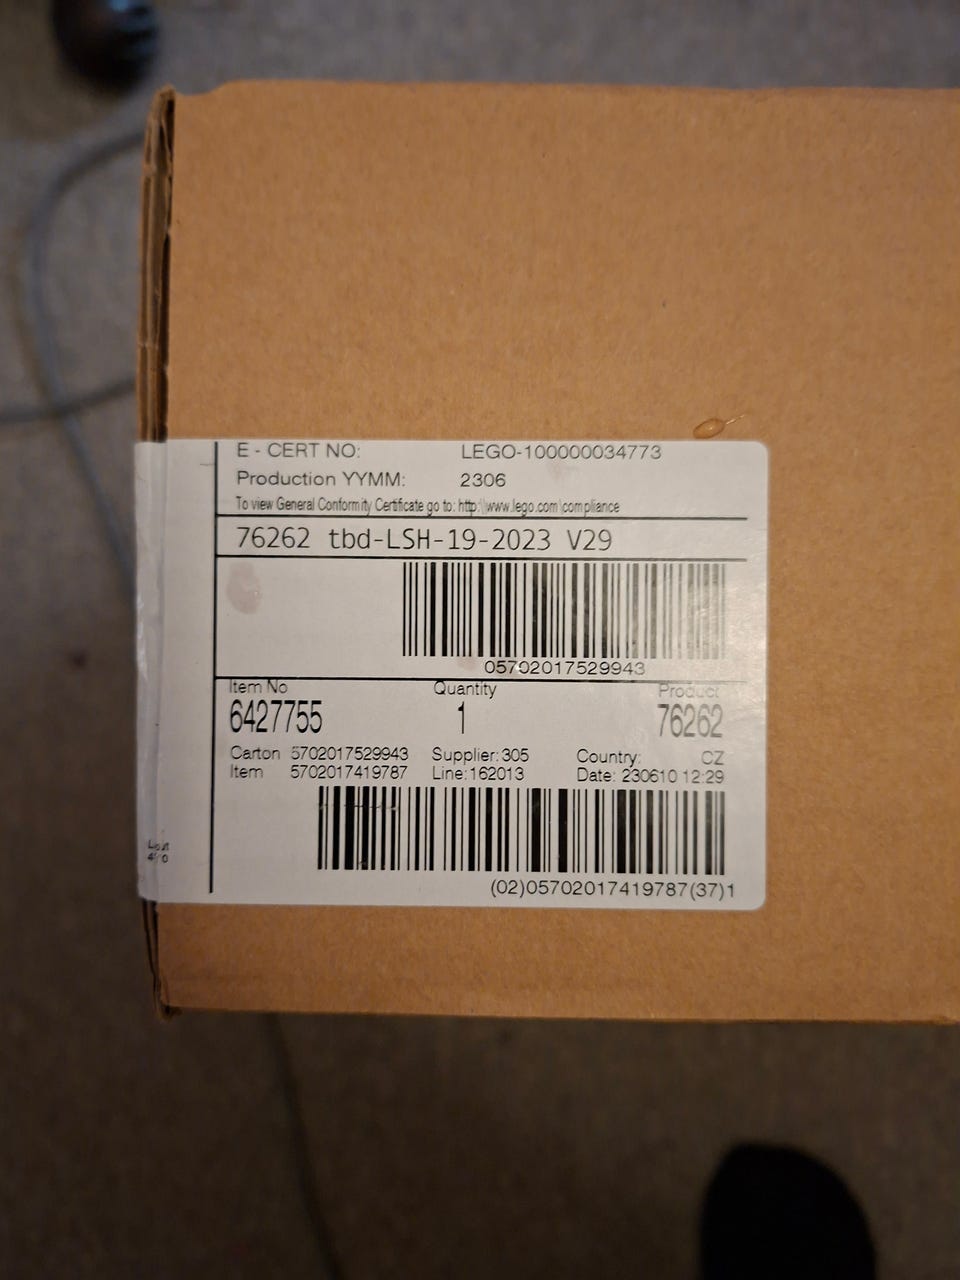 E - CERT NO: LEGO-100000034773
Production YYMM: 2306
To view General Conformity Certificate go to: http:\\www.lego.com\compliance
76262 tbd-LSH-19-2023 V29
05702017529943
Item No Quantity Product
6427755 1 76262
Carton 5702017529943 Supplier: 305 Country: CZ
Item 5702017419787 Line: 162013 Date: 230610 12:29
(02)05702017419787(37)1